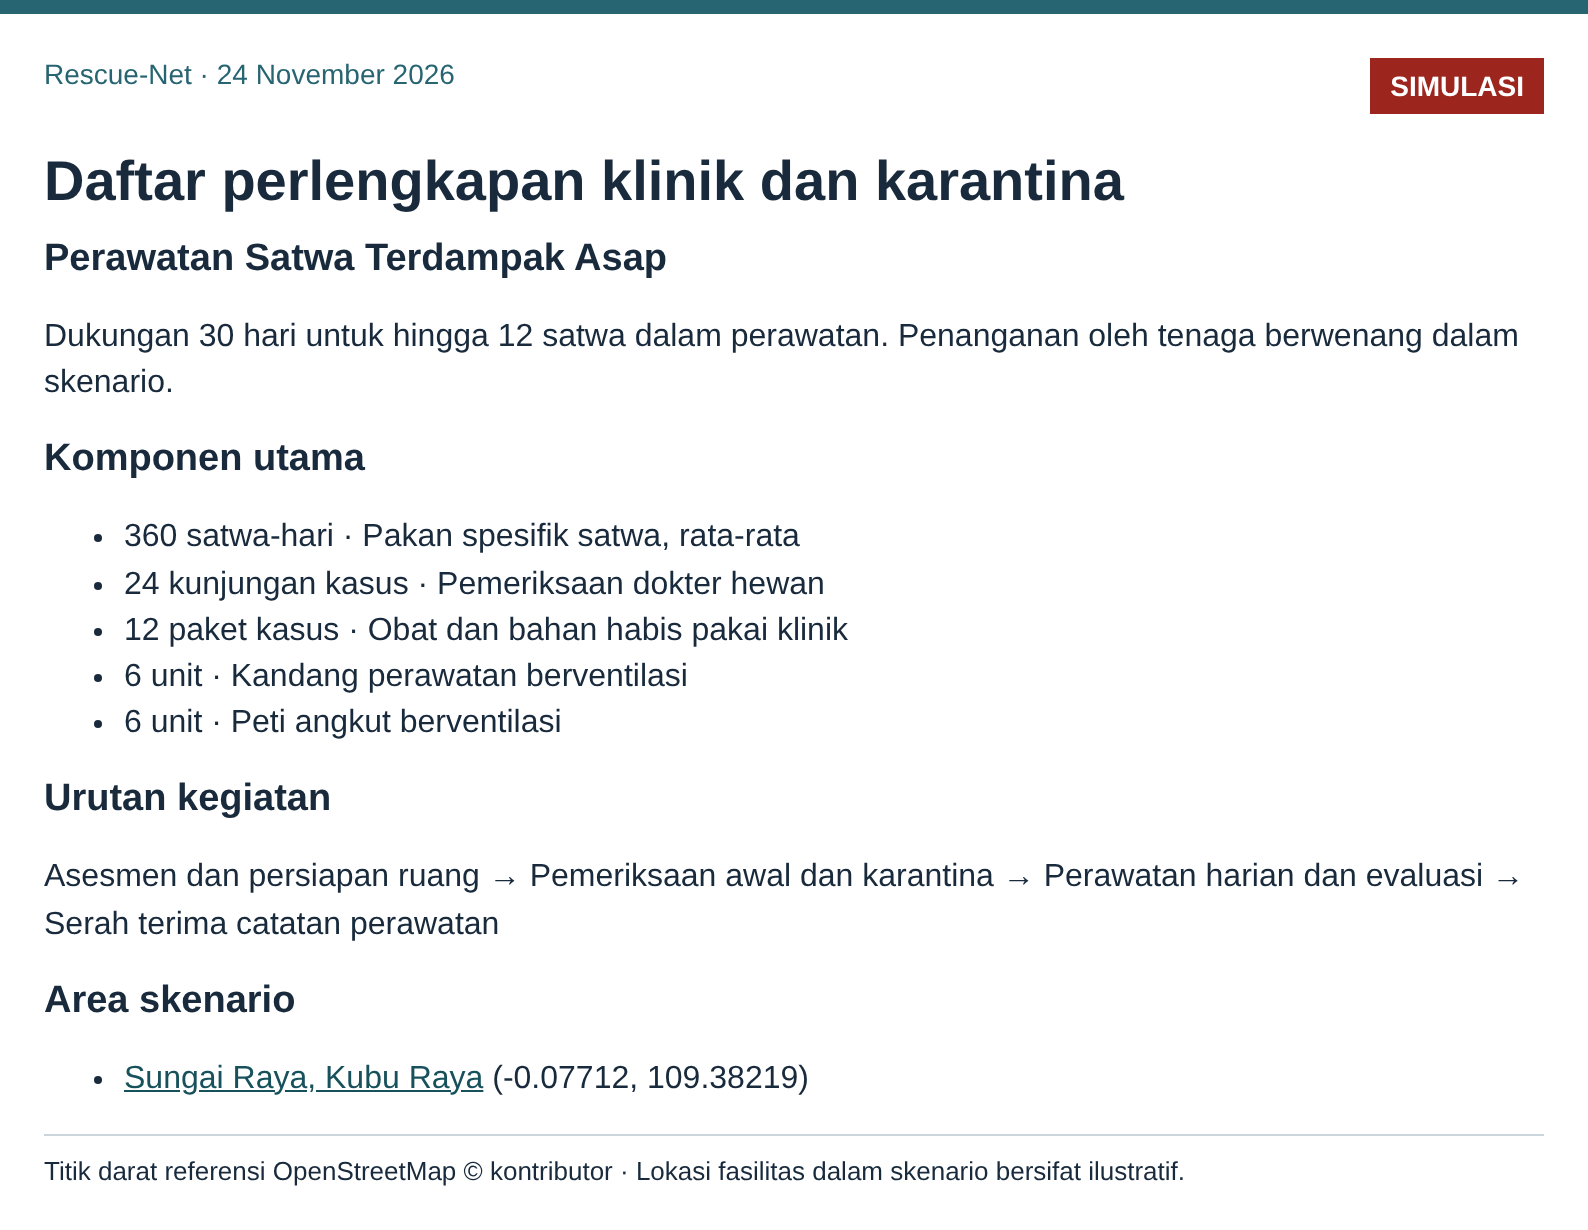 Rescue-Net · 24 November 2026
SIMULASI
Daftar perlengkapan klinik dan karantina
Perawatan Satwa Terdampak Asap
Dukungan 30 hari untuk hingga 12 satwa dalam perawatan. Penanganan oleh tenaga berwenang dalam
skenario.
Komponen utama
• 360 satwa-hari · Pakan spesifik satwa, rata-rata
• 24 kunjungan kasus · Pemeriksaan dokter hewan
• 12 paket kasus · Obat dan bahan habis pakai klinik
• 6 unit · Kandang perawatan berventilasi
• 6 unit · Peti angkut berventilasi
Urutan kegiatan
Asesmen dan persiapan ruang → Pemeriksaan awal dan karantina → Perawatan harian dan evaluasi →
Serah terima catatan perawatan
Area skenario
• Sungai Raya, Kubu Raya (-0.07712, 109.38219)
Titik darat referensi OpenStreetMap © kontributor · Lokasi fasilitas dalam skenario bersifat ilustratif.